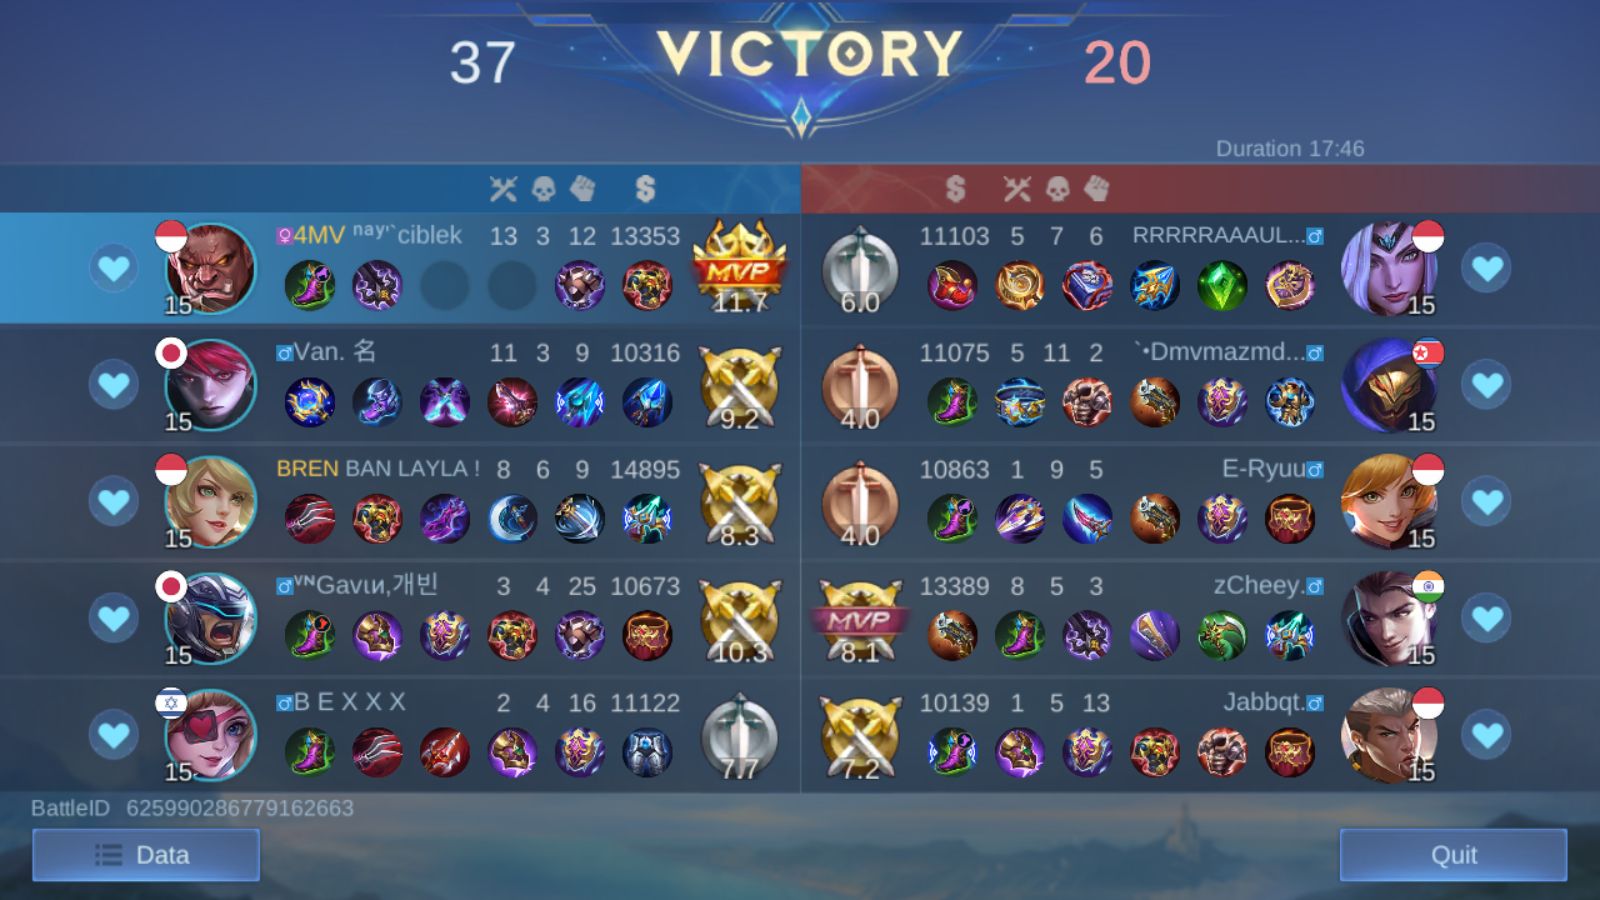 37 VICTORY 20
Duration 17:46
4MV ⁿᵃʸ'`ciblek 13 3 12 13353 MVP 11.7 15
6.0 11103 5 7 6 RRRRRAAAUL... 15
Van. 名 11 3 9 10316 9.2 15
4.0 11075 5 11 2 `•Dmvmazmd... 15
BREN BAN LAYLA ! 8 6 9 14895 8.3 15
4.0 10863 1 9 5 E-Ryuu 15
ⱽᴺGavιи,개빈 3 4 25 10673 10.3 15
MVP 8.1 13389 8 5 3 zCheey. 15
B E X X X 2 4 16 11122 7.7 15
7.2 10139 1 5 13 Jabbqt. 15
BattleID 625990286779162663
Data
Quit